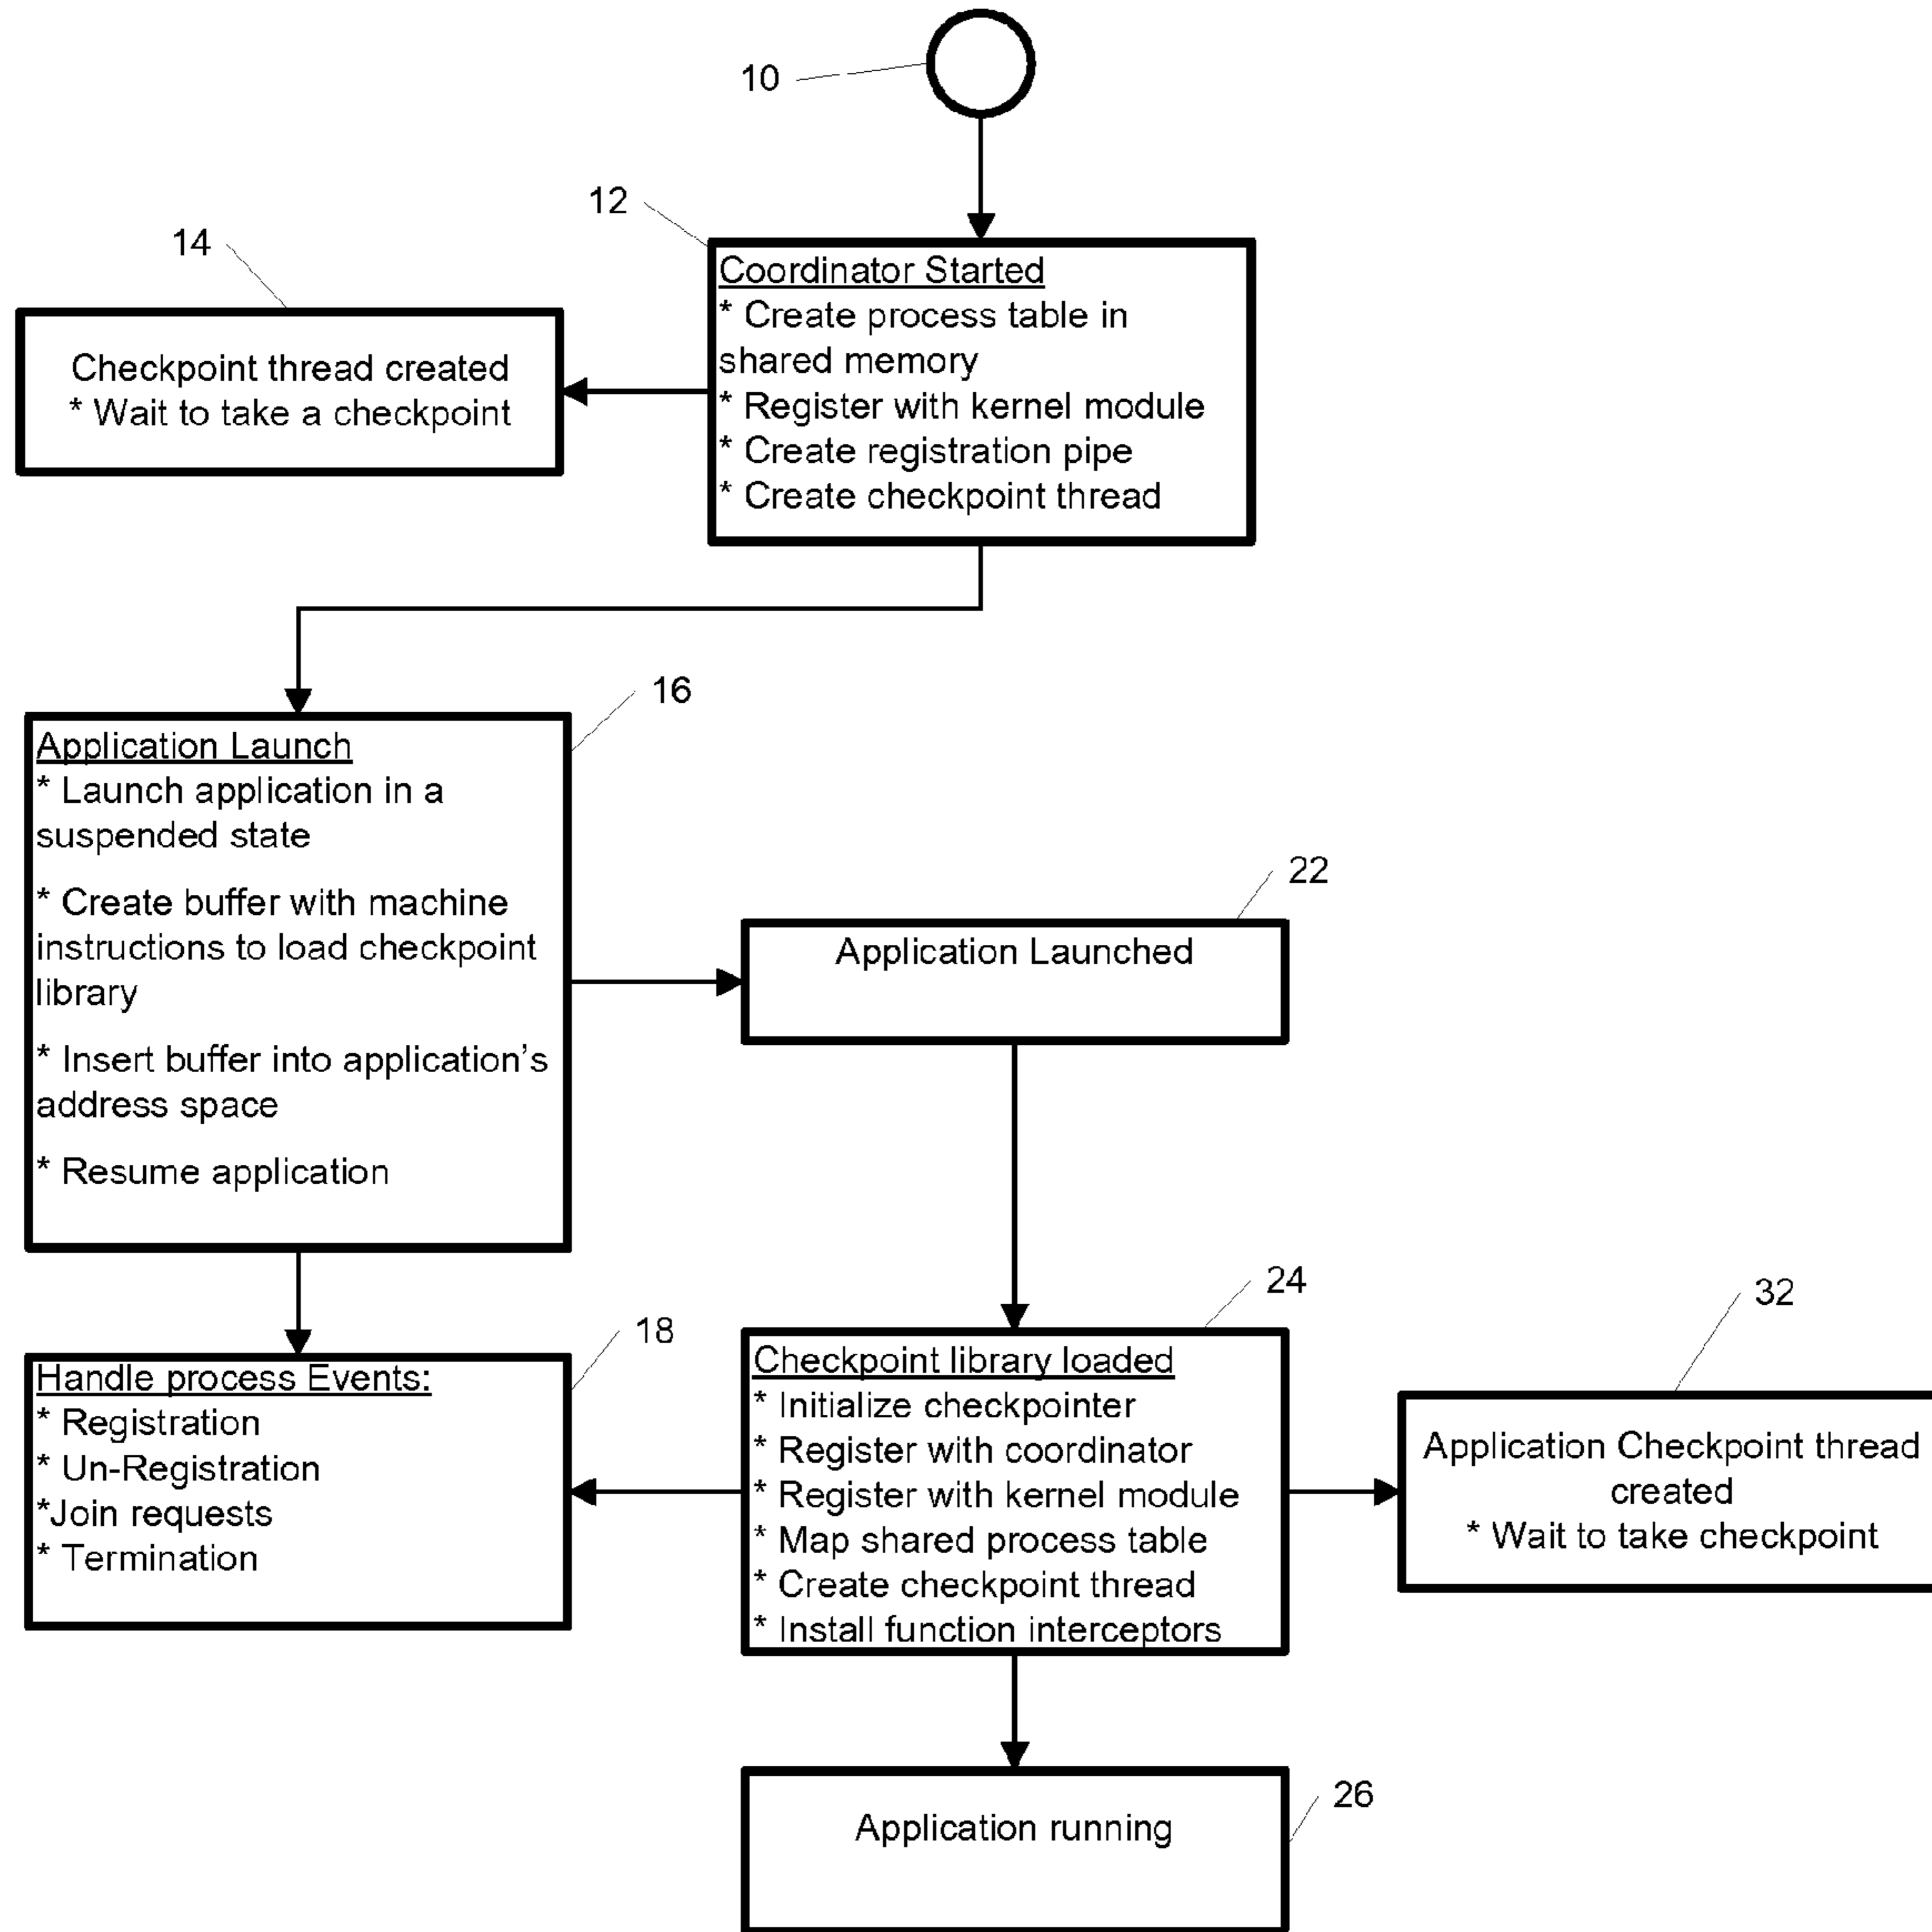 10
12
Coordinator Started
* Create process table in
shared memory
* Register with kernel module
* Create registration pipe
* Create checkpoint thread
14
Checkpoint thread created
* Wait to take a checkpoint
16
Application Launch
* Launch application in a
suspended state
* Create buffer with machine
instructions to load checkpoint
library
* Insert buffer into application's
address space
* Resume application
22
Application Launched
18
Handle process Events:
* Registration
* Un-Registration
*Join requests
* Termination
24
Checkpoint library loaded
* Initialize checkpointer
* Register with coordinator
* Register with kernel module
* Map shared process table
* Create checkpoint thread
* Install function interceptors
32
Application Checkpoint thread
created
* Wait to take checkpoint
26
Application running